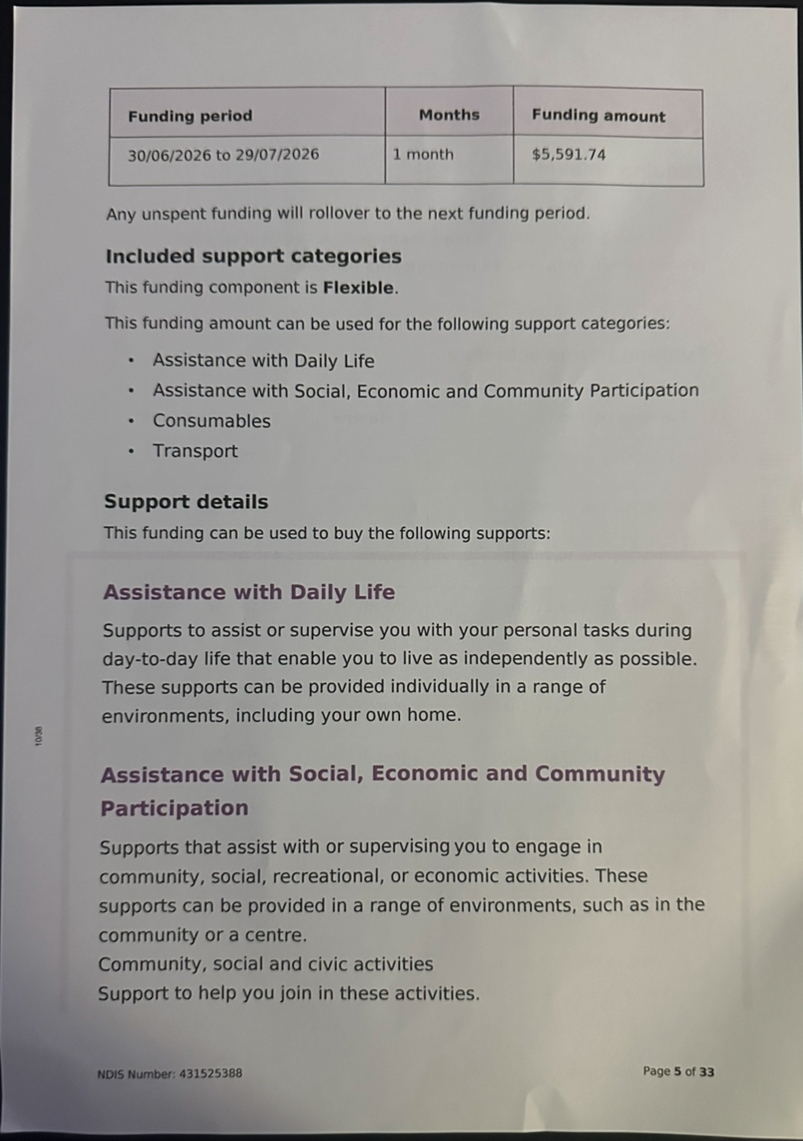 Funding period Months Funding amount
30/06/2026 to 29/07/2026 1 month $5,591.74
Any unspent funding will rollover to the next funding period.
Included support categories
This funding component is Flexible.
This funding amount can be used for the following support categories:
• Assistance with Daily Life
• Assistance with Social, Economic and Community Participation
• Consumables
• Transport
Support details
This funding can be used to buy the following supports:
Assistance with Daily Life
Supports to assist or supervise you with your personal tasks during
day-to-day life that enable you to live as independently as possible.
These supports can be provided individually in a range of
environments, including your own home.
10/38
Assistance with Social, Economic and Community
Participation
Supports that assist with or supervising you to engage in
community, social, recreational, or economic activities. These
supports can be provided in a range of environments, such as in the
community or a centre.
Community, social and civic activities
Support to help you join in these activities.
NDIS Number: 431525388 Page 5 of 33